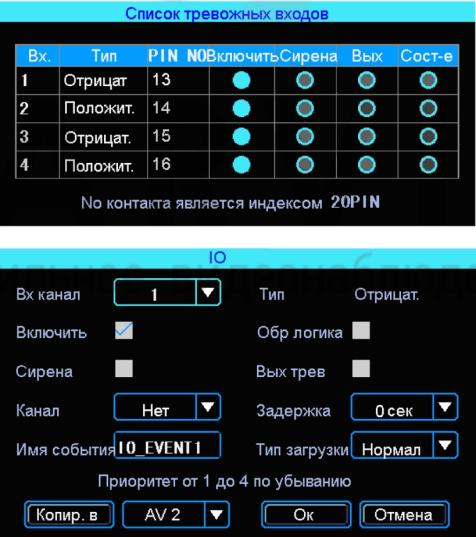 Список тревожных входов
Вх. Тип PIN NO Включить Сирена Вых Сост-е
1 Отрицат 13
2 Положит. 14
3 Отрицат. 15
4 Положит. 16
No контакта является индексом 20PIN
IO
Вх канал 1 Тип Отрицат.
Включить Обр логика
Сирена Вых трев
Канал Нет Задержка 0 сек
Имя события IO_EVENT1 Тип загрузки Нормал
Приоритет от 1 до 4 по убыванию
Копир. в AV 2 Ок Отмена